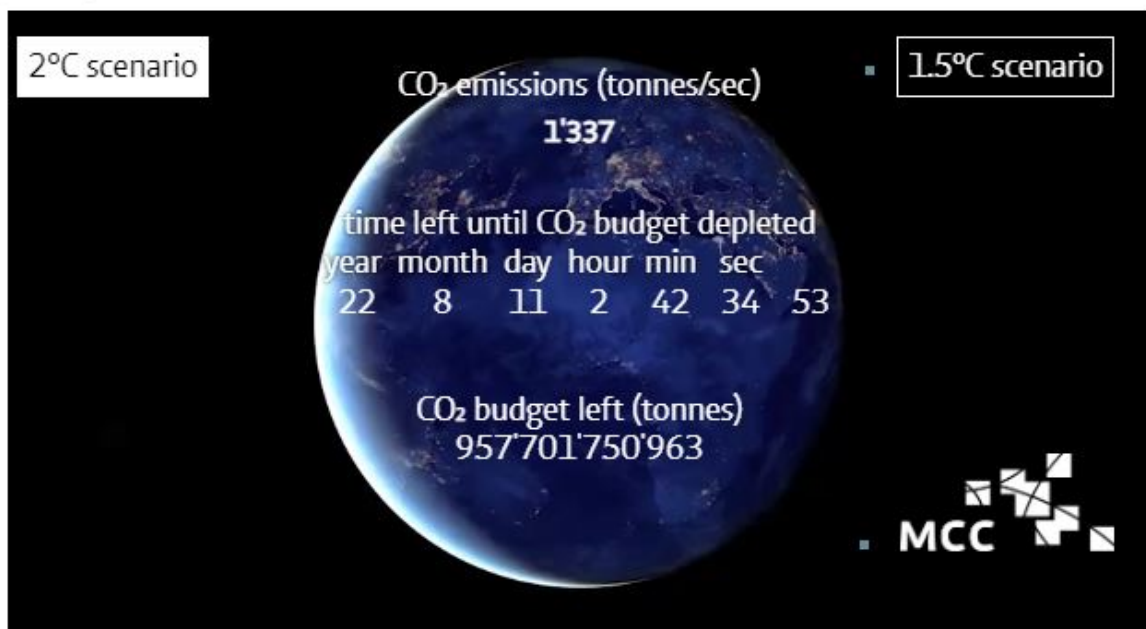 2°C scenario
1.5°C scenario
CO₂ emissions (tonnes/sec)
1'337
time left until CO₂ budget depleted
year month day hour min sec
22 8 11 2 42 34 53
CO₂ budget left (tonnes)
957'701'750'963
MCC